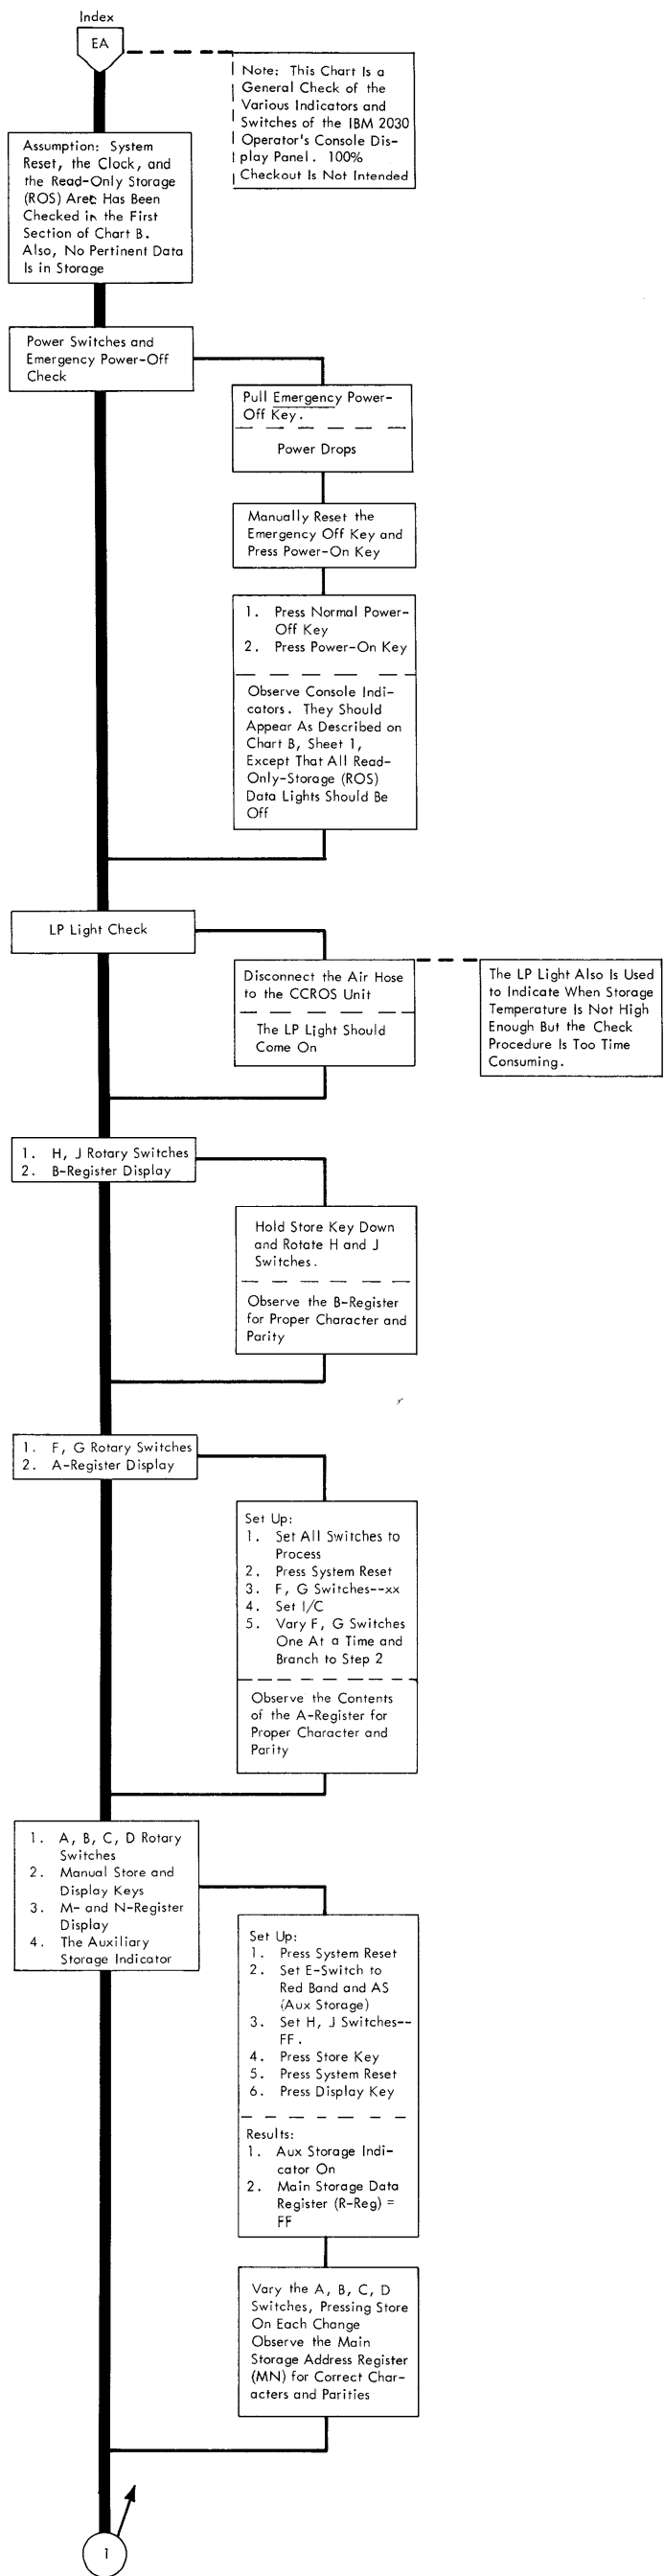 Index
EA
Note: This Chart Is a
General Check of the
Various Indicators and
Switches of the IBM 2030
Operator's Console Dis-
play Panel. 100%
Checkout Is Not Intended
Assumption: System
Reset, the Clock, and
the Read-Only Storage
(ROS) Area Has Been
Checked in the First
Section of Chart B.
Also, No Pertinent Data
Is in Storage
Power Switches and
Emergency Power-Off
Check
Pull Emergency Power-
Off Key.
Power Drops
Manually Reset the
Emergency Off Key and
Press Power-On Key
1. Press Normal Power-
Off Key
2. Press Power-On Key
Observe Console Indi-
cators. They Should
Appear As Described on
Chart B, Sheet 1,
Except That All Read-
Only-Storage (ROS)
Data Lights Should Be
Off
LP Light Check
Disconnect the Air Hose
to the CCROS Unit
The LP Light Should
Come On
The LP Light Also Is Used
to Indicate When Storage
Temperature Is Not High
Enough But the Check
Procedure Is Too Time
Consuming.
1. H, J Rotary Switches
2. B-Register Display
Hold Store Key Down
and Rotate H and J
Switches.
Observe the B-Register
for Proper Character and
Parity
1. F, G Rotary Switches
2. A-Register Display
Set Up:
1. Set All Switches to
Process
2. Press System Reset
3. F, G Switches--xx
4. Set I/C
5. Vary F, G Switches
One At a Time and
Branch to Step 2
Observe the Contents
of the A-Register for
Proper Character and
Parity
1. A, B, C, D Rotary
Switches
2. Manual Store and
Display Keys
3. M- and N-Register
Display
4. The Auxiliary
Storage Indicator
Set Up:
1. Press System Reset
2. Set E-Switch to
Red Band and AS
(Aux Storage)
3. Set H, J Switches--
FF.
4. Press Store Key
5. Press System Reset
6. Press Display Key
Results:
1. Aux Storage Indi-
cator On
2. Main Storage Data
Register (R-Reg) =
FF
Vary the A, B, C, D
Switches, Pressing Store
On Each Change
Observe the Main
Storage Address Register
(MN) for Correct Char-
acters and Parities
1